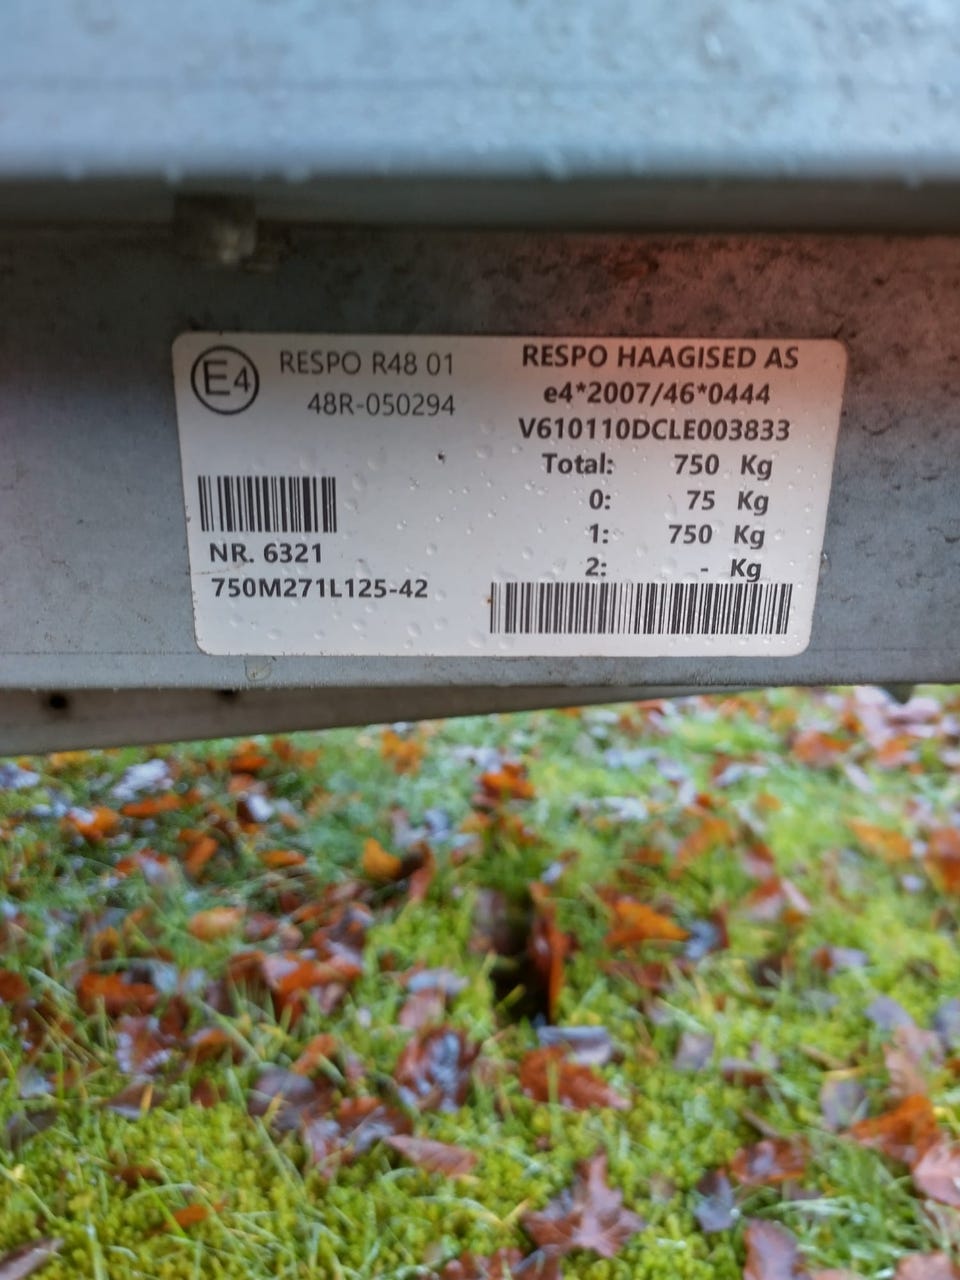 E4
RESPO R48 01
48R-050294
NR. 6321
750M271L125-42
RESPO HAAGISED AS
e4*2007/46*0444
V610110DCLE003833
Total: 750 Kg
0: 75 Kg
1: 750 Kg
2: - Kg